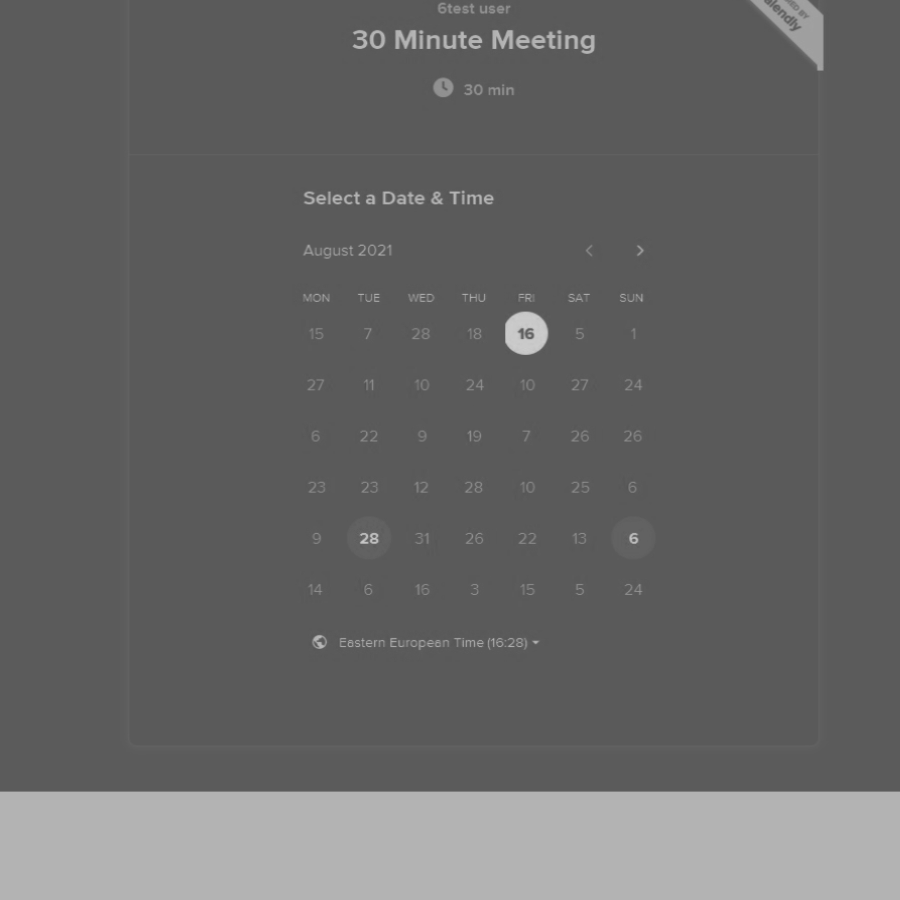 6test user
30 Minute Meeting
30 min
Select a Date & Time
August 2021
MON TUE WED THU FRI SAT SUN
15 7 28 18 16 5 1
27 11 10 24 10 27 24
6 22 9 19 7 26 26
23 23 12 28 10 25 6
9 28 31 26 22 13 6
14 6 16 3 15 5 24
Eastern European Time (16:28)